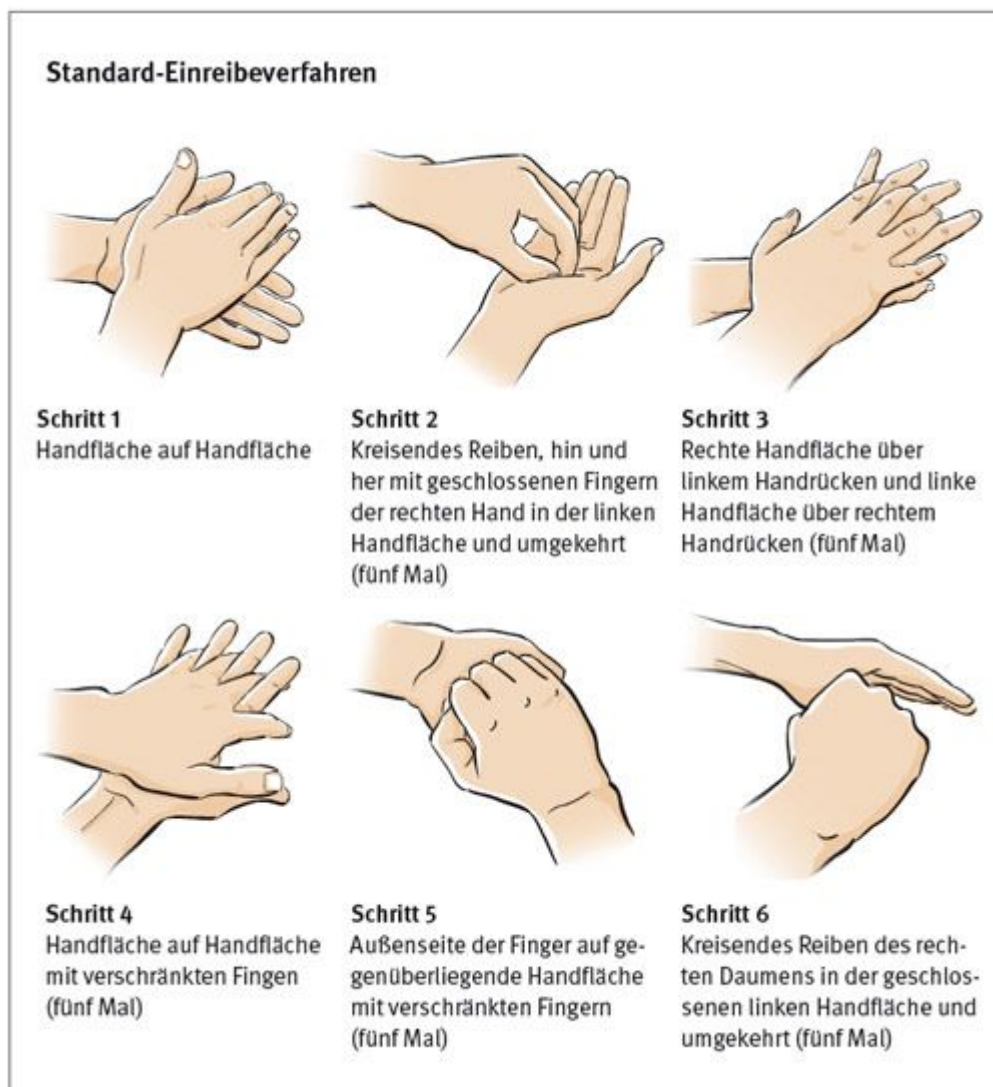 Standard-Einreibeverfahren
Schritt 1
Handfläche auf Handfläche
Schritt 2
Kreisendes Reiben, hin und
her mit geschlossenen Fingern
der rechten Hand in der linken
Handfläche und umgekehrt
(fünf Mal)
Schritt 3
Rechte Handfläche über
linkem Handrücken und linke
Handfläche über rechtem
Handrücken (fünf Mal)
Schritt 4
Handfläche auf Handfläche
mit verschränkten Fingen
(fünf Mal)
Schritt 5
Außenseite der Finger auf ge-
genüberliegende Handfläche
mit verschränkten Fingern
(fünf Mal)
Schritt 6
Kreisendes Reiben des rech-
ten Daumens in der geschlos-
senen linken Handfläche und
umgekehrt (fünf Mal)